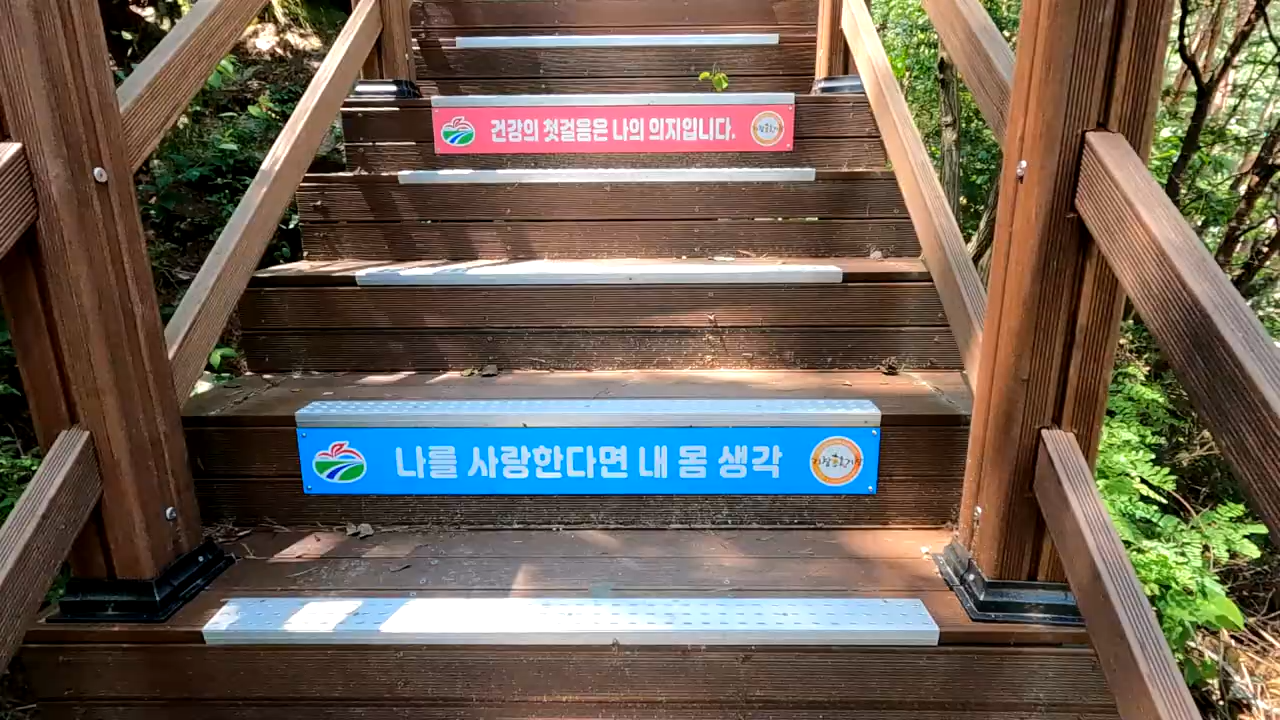 건강의 첫걸음은 나의 의지입니다.
나를 사랑한다면 내 몸 생각